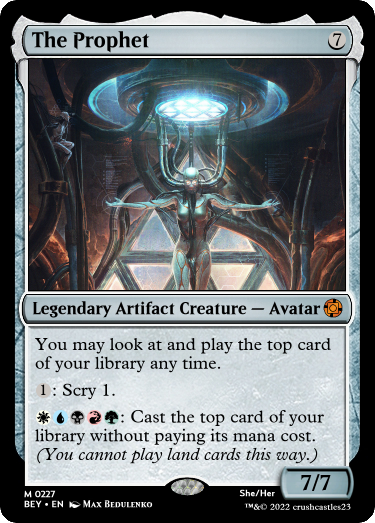 The Prophet 7
Legendary Artifact Creature — Avatar
You may look at and play the top card
of your library any time.
1: Scry 1.
: Cast the top card of your
library without paying its mana cost.
(You cannot play land cards this way.)
7/7
M 0227 She/Her
BEY • EN Max Bedulenko ™&© 2022 crushcastles23